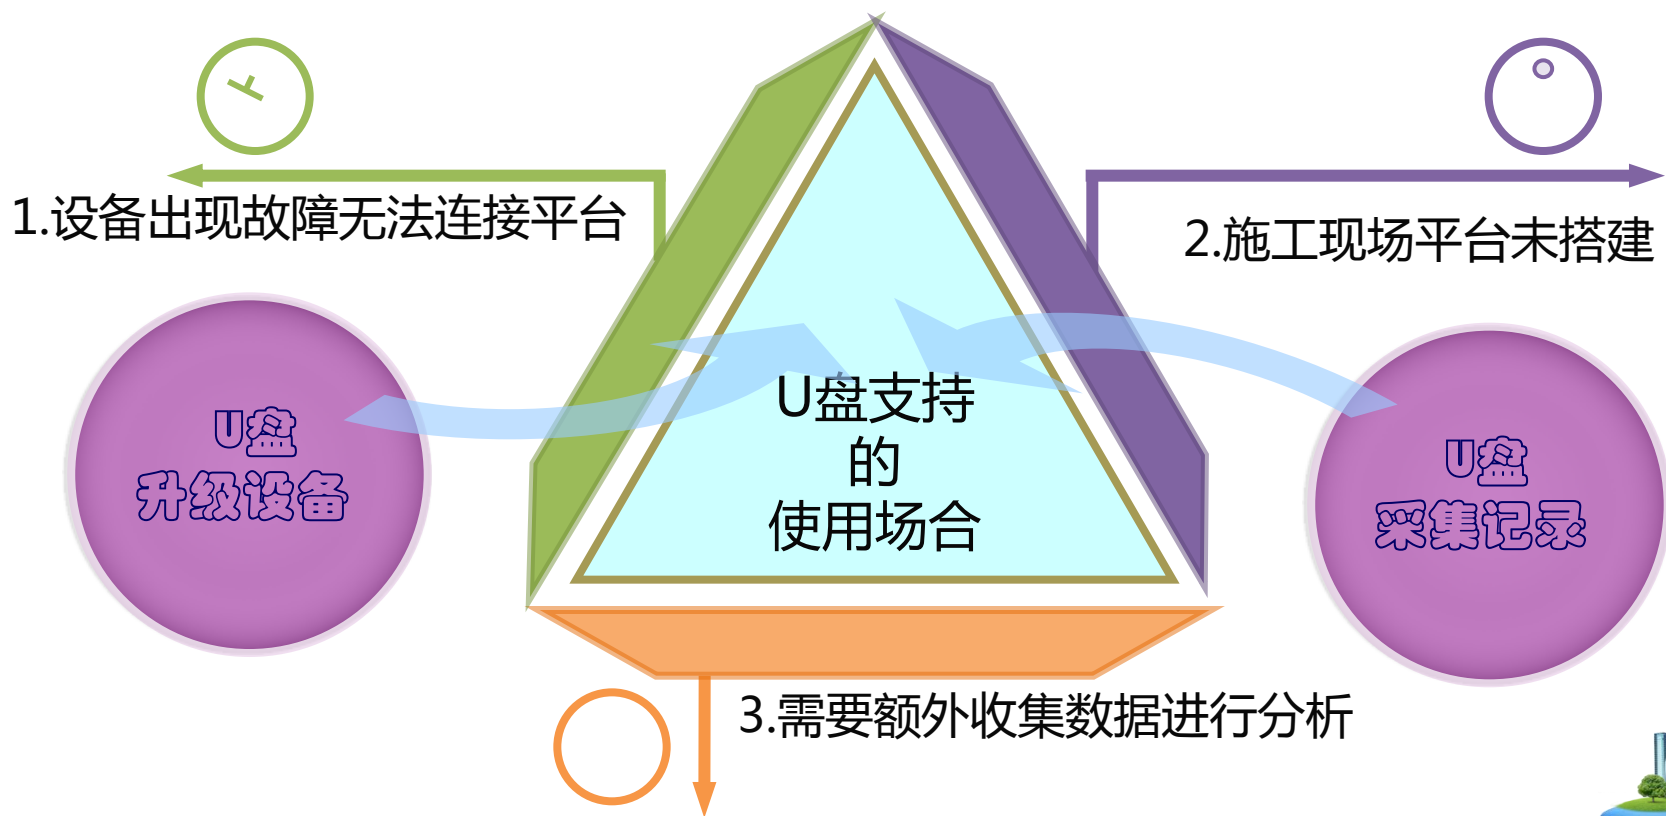 1.设备出现故障无法连接平台
2.施工现场平台未搭建
U盘
升级设备
U盘支持
的
使用场合
U盘
采集记录
3.需要额外收集数据进行分析